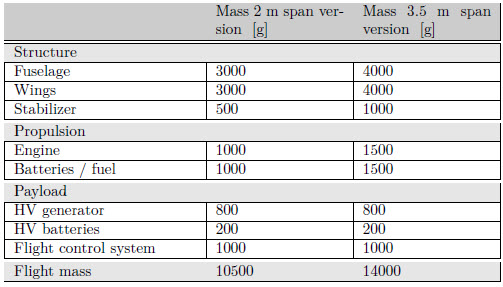 Mass 2 m span ver- Mass 3.5 m span
sion [g] version [g]
Structure
Fuselage 3000 4000
Wings 3000 4000
Stabilizer 500 1000
Propulsion
Engine 1000 1500
Batteries / fuel 1000 1500
Payload
HV generator 800 800
HV batteries 200 200
Flight control system 1000 1000
Flight mass 10500 14000